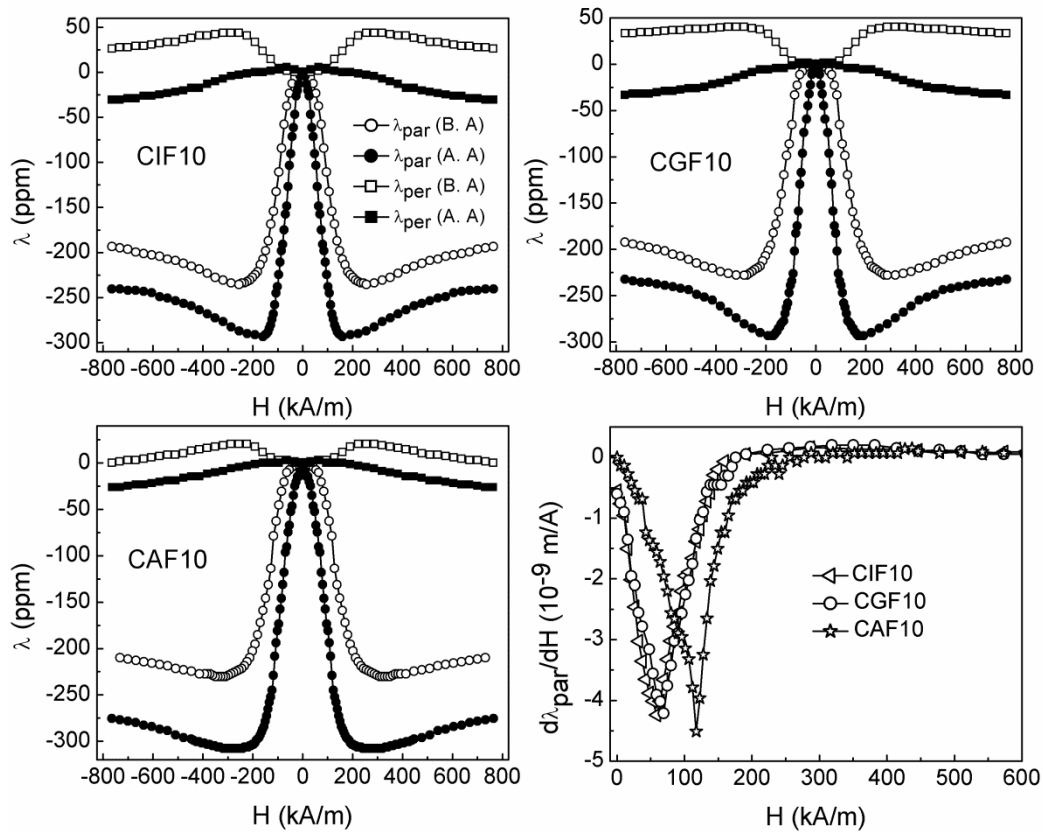 50
0
-50
-100
-150
-200
-250
-300
λ (ppm)
CIF10
λpar (B. A)
λpar (A. A)
λper (B. A)
λper (A. A)
-800 -600 -400 -200 0 200 400 600 800
H (kA/m)
50
0
-50
-100
-150
-200
-250
-300
λ (ppm)
CGF10
-800 -600 -400 -200 0 200 400 600 800
H (kA/m)
0
-50
-100
-150
-200
-250
-300
λ (ppm)
CAF10
-800 -600 -400 -200 0 200 400 600 800
H (kA/m)
0
-1
-2
-3
-4
-5
dλpar/dH (10⁻⁹ m/A)
CIF10
CGF10
CAF10
0 100 200 300 400 500 600
H (kA/m)